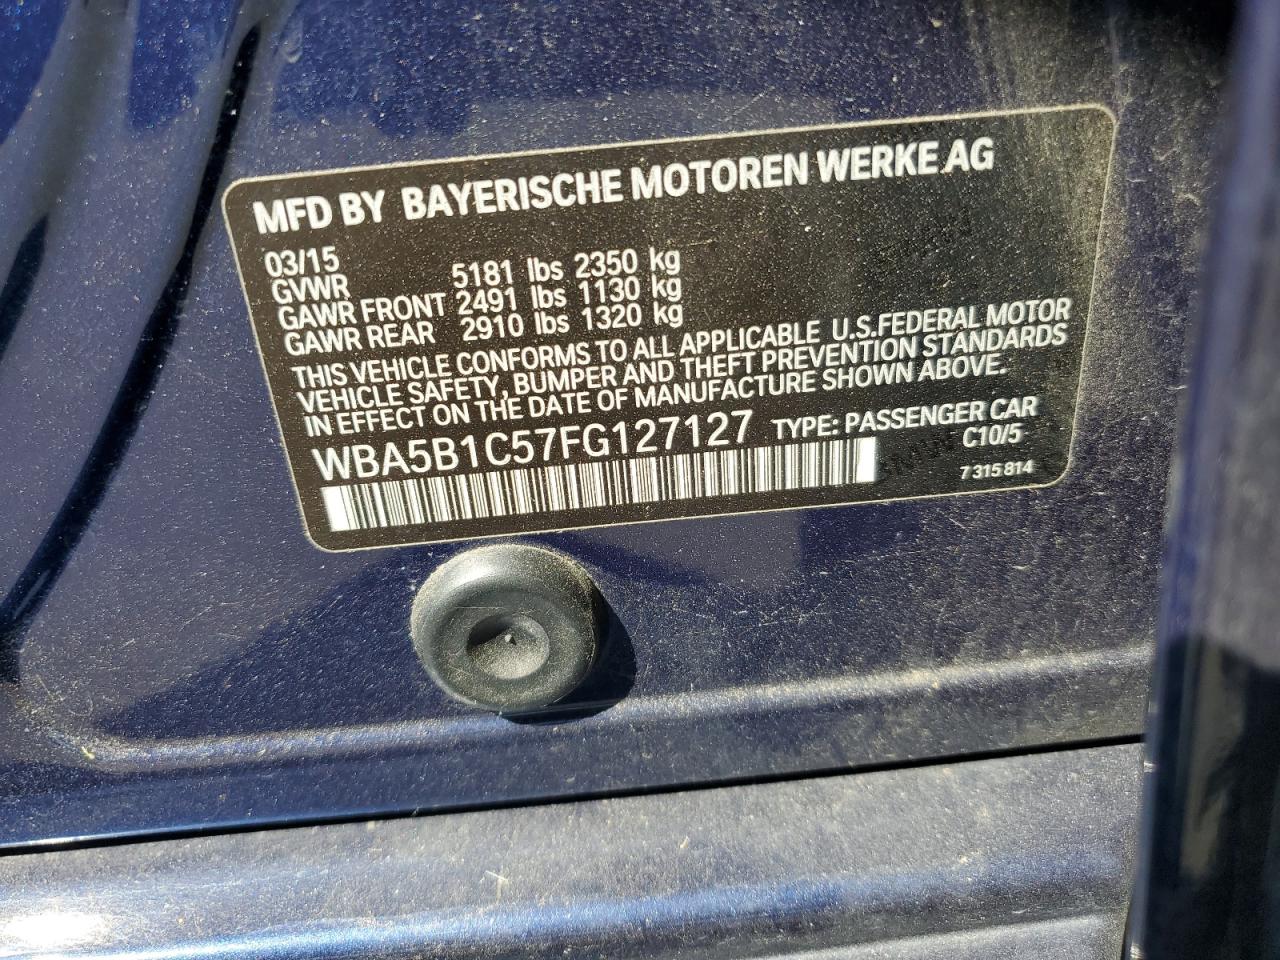 MFD BY BAYERISCHE MOTOREN WERKE AG
03/15
GVWR 5181 lbs 2350 kg
GAWR FRONT 2491 lbs 1130 kg
GAWR REAR 2910 lbs 1320 kg
THIS VEHICLE CONFORMS TO ALL APPLICABLE U.S.FEDERAL MOTOR
VEHICLE SAFETY, BUMPER AND THEFT PREVENTION STANDARDS
IN EFFECT ON THE DATE OF MANUFACTURE SHOWN ABOVE.
WBA5B1C57FG127127 TYPE: PASSENGER CAR
C10/5
7 315 814